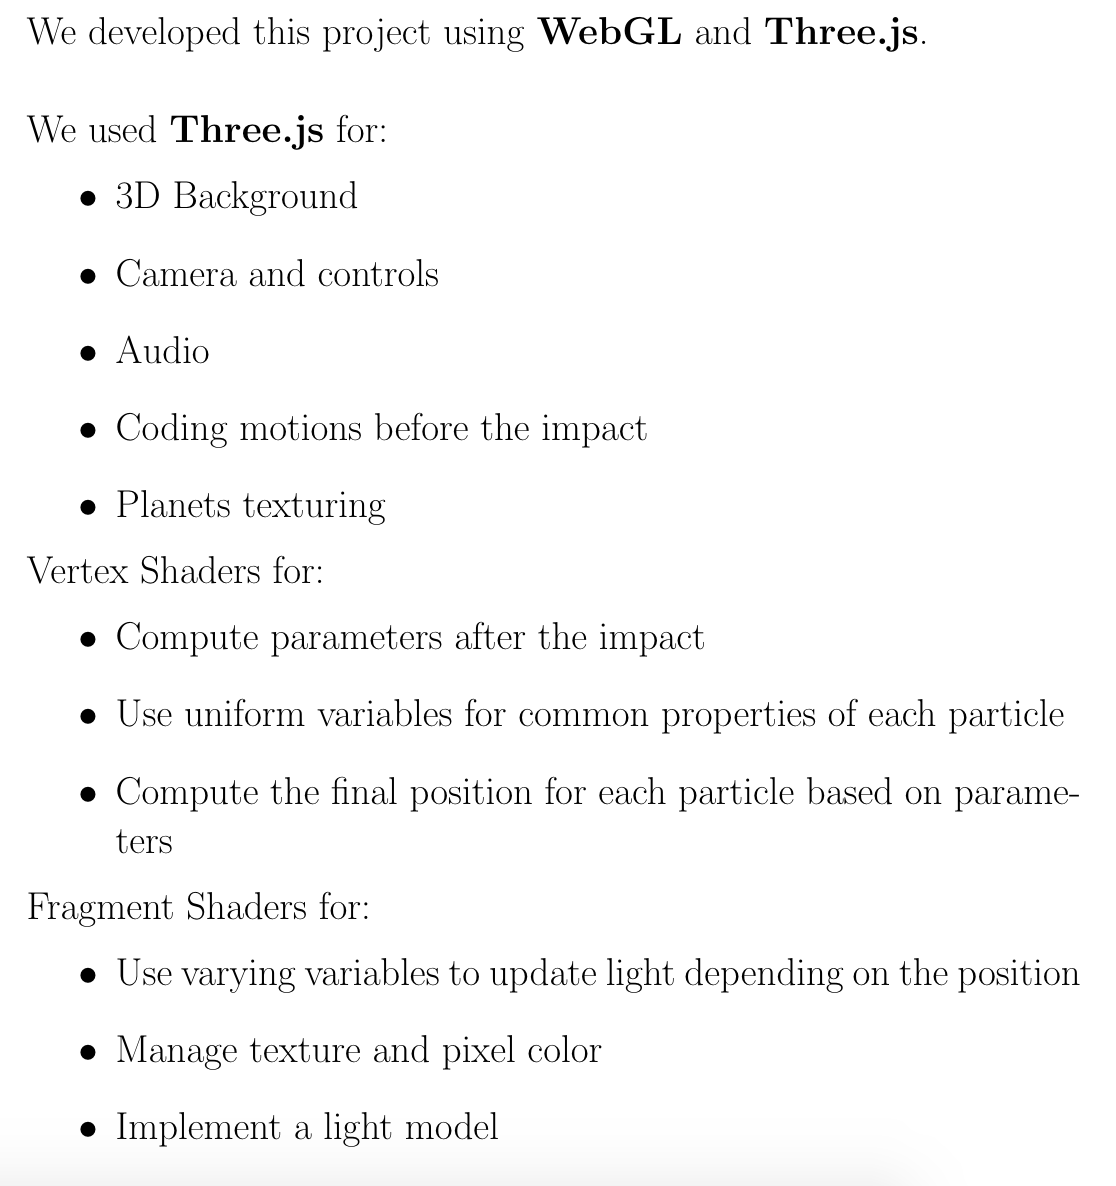 We developed this project using WebGL and Three.js.
We used Three.js for:
• 3D Background
• Camera and controls
• Audio
• Coding motions before the impact
• Planets texturing
Vertex Shaders for:
• Compute parameters after the impact
• Use uniform variables for common properties of each particle
• Compute the final position for each particle based on parame-
ters
Fragment Shaders for:
• Use varying variables to update light depending on the position
• Manage texture and pixel color
• Implement a light model